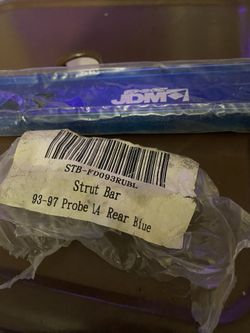 JDM
STB-FD093RUBL
Strut Bar
93-97 Probe L4 Rear Blue